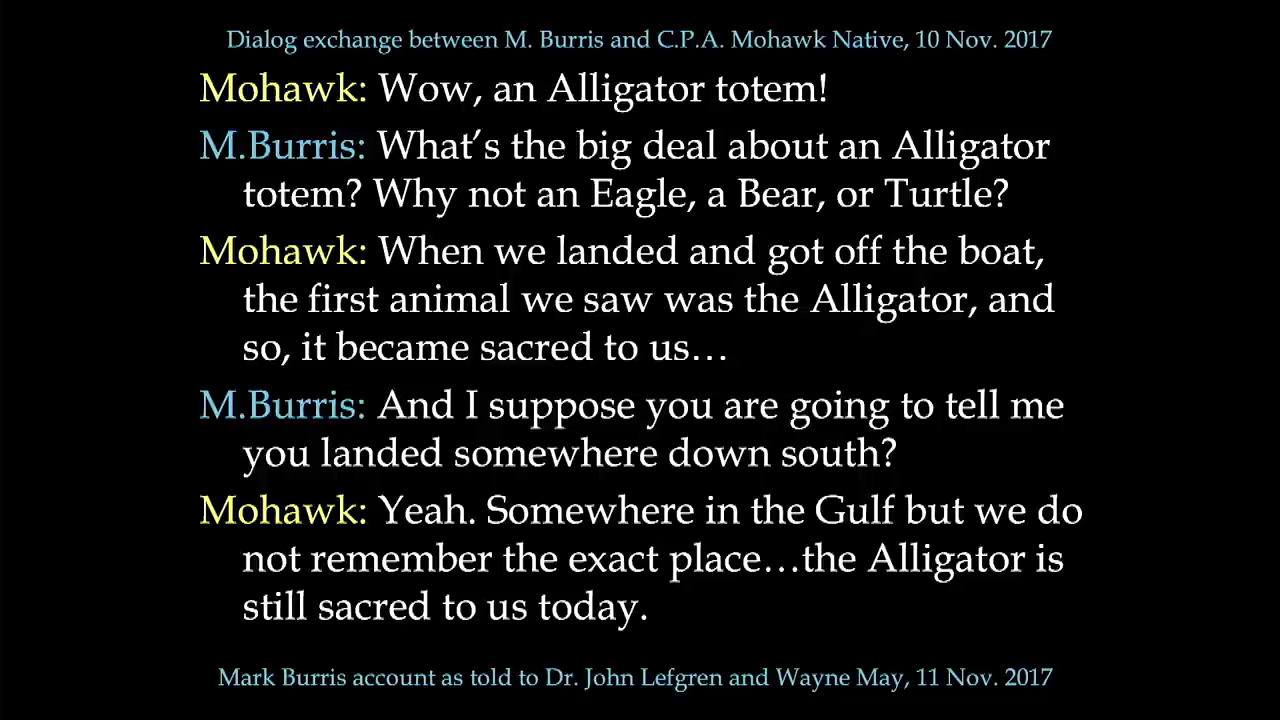 Dialog exchange between M. Burris and C.P.A. Mohawk Native, 10 Nov. 2017
Mohawk: Wow, an Alligator totem!
M.Burris: What’s the big deal about an Alligator
totem? Why not an Eagle, a Bear, or Turtle?
Mohawk: When we landed and got off the boat,
the first animal we saw was the Alligator, and
so, it became sacred to us…
M.Burris: And I suppose you are going to tell me
you landed somewhere down south?
Mohawk: Yeah. Somewhere in the Gulf but we do
not remember the exact place…the Alligator is
still sacred to us today.
Mark Burris account as told to Dr. John Lefgren and Wayne May, 11 Nov. 2017